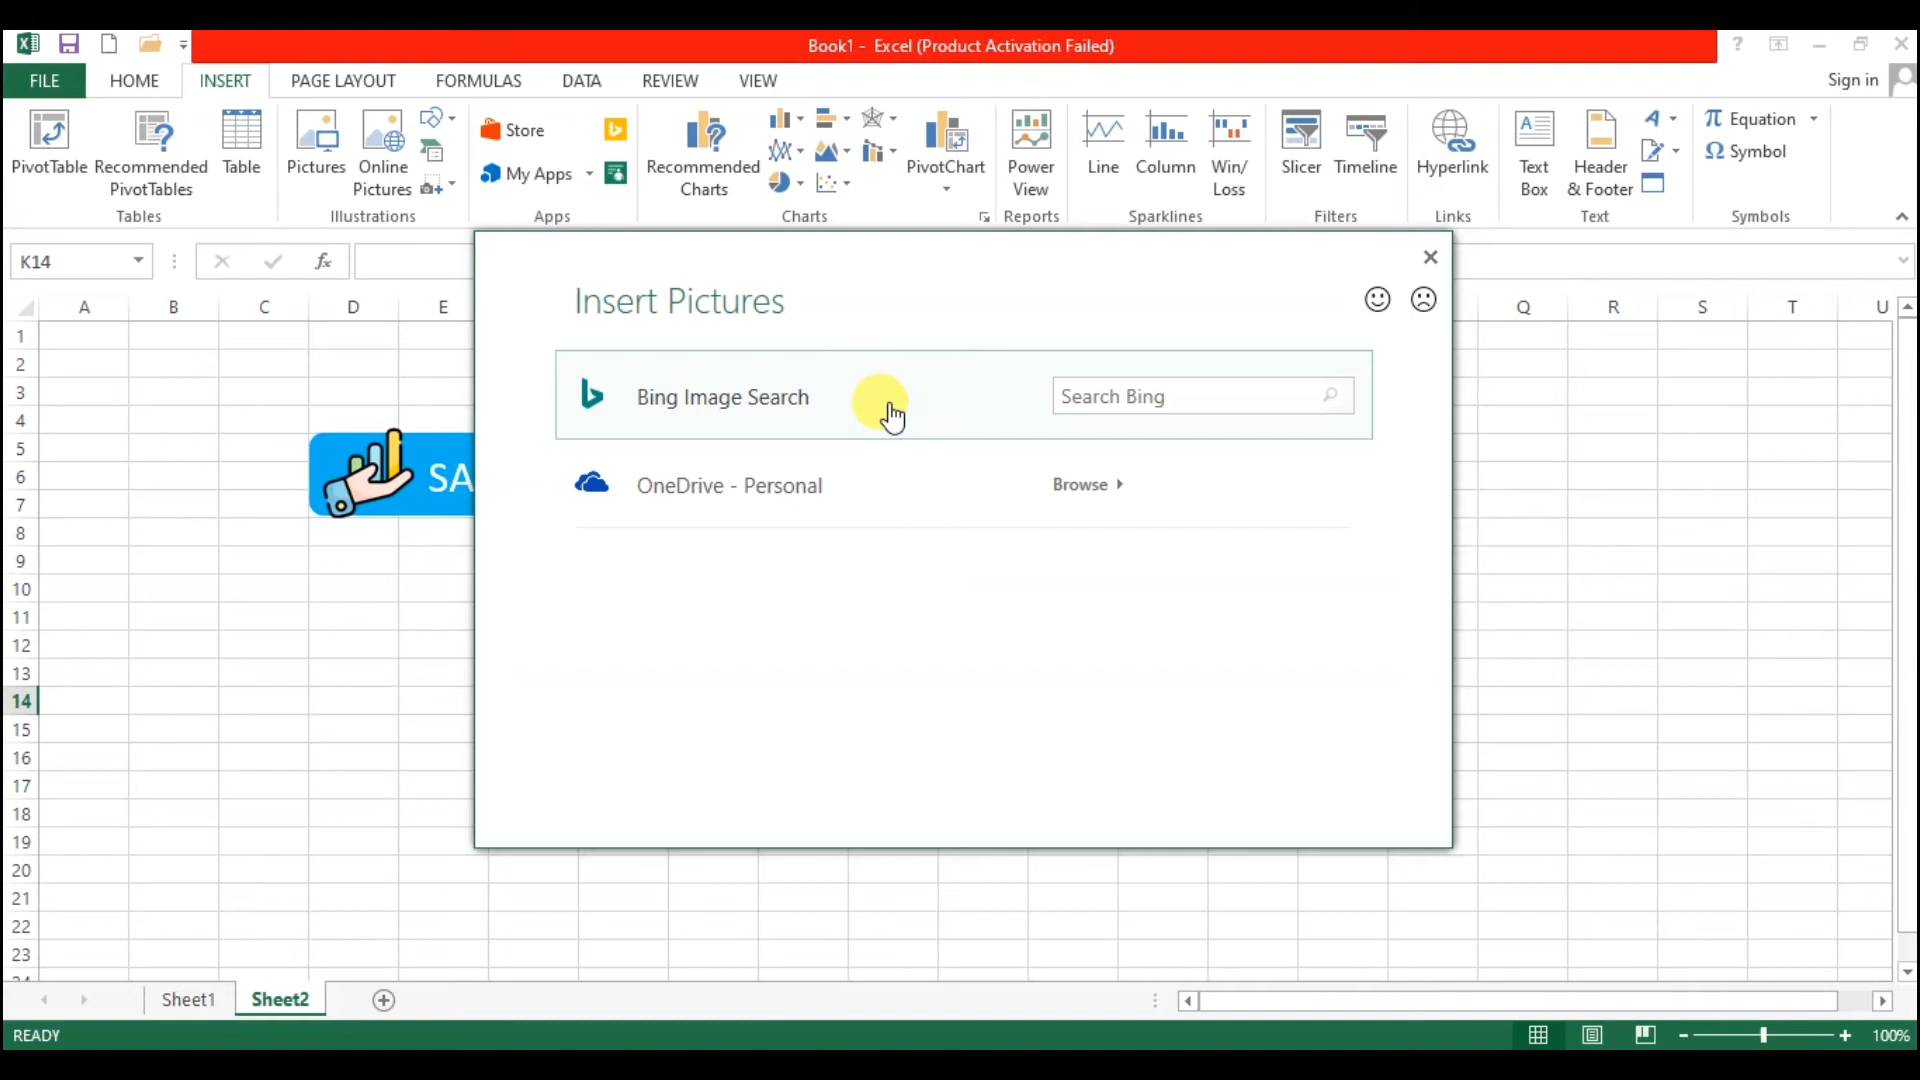 Book1 - Excel (Product Activation Failed)
?
FILE HOME INSERT PAGE LAYOUT FORMULAS DATA REVIEW VIEW Sign in
PivotTable Recommended PivotTables Table
Tables
Pictures Online Pictures
Illustrations
Store
My Apps
Apps
Recommended Charts
PivotChart
Charts
Power View
Reports
Line Column Win/ Loss
Sparklines
Slicer Timeline
Filters
Hyperlink
Links
Text Box Header & Footer
Text
π Equation
Ω Symbol
Symbols
K14
fx
A B C D E Q R S T U
Insert Pictures
Bing Image Search
Search Bing
OneDrive - Personal
Browse
SA
1
2
3
4
5
6
7
8
9
10
11
12
13
14
15
16
17
18
19
20
21
22
23
Sheet1 Sheet2
READY
100%